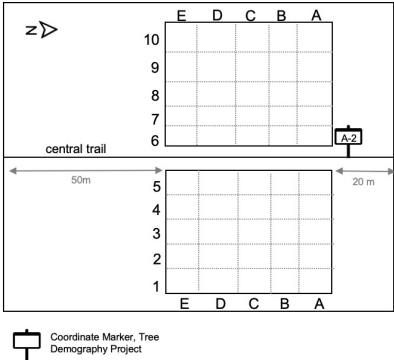 E D C B A
N
10
9
8
7
6
A-2
central trail
50m
20 m
5
4
3
2
1
E D C B A
Coordinate Marker, Tree
Demography Project